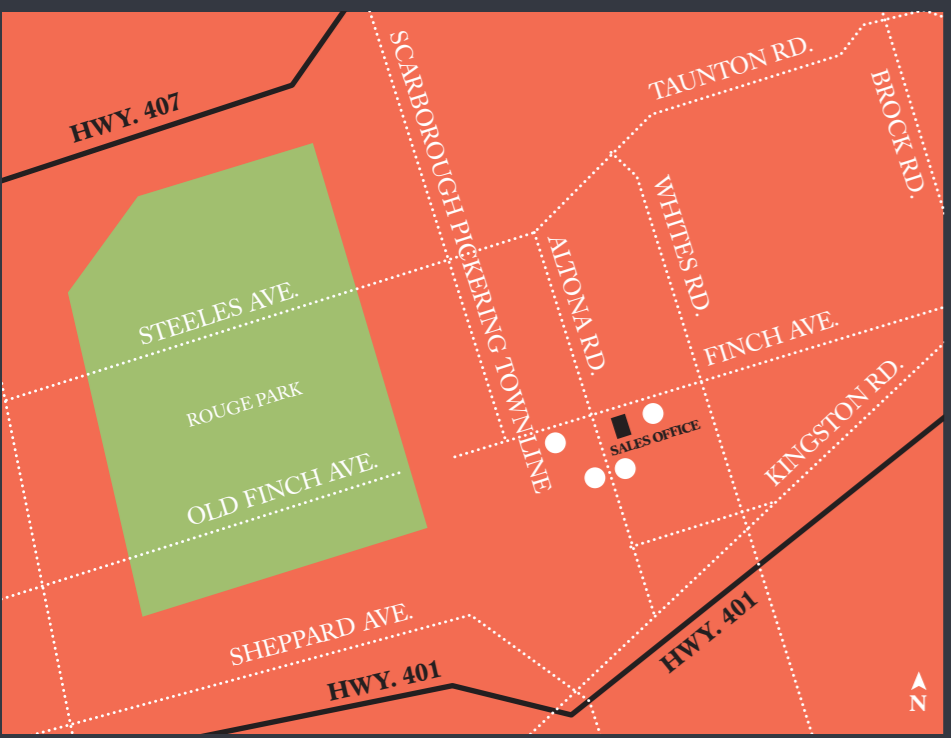 HWY. 407
SCARBOROUGH PICKERING TOWNLINE
TAUNTON RD.
BROCK RD.
WHITES RD.
ALTONA RD.
STEELES AVE.
FINCH AVE.
ROUGE PARK
KINGSTON RD.
SALES OFFICE
OLD FINCH AVE.
SHEPPARD AVE.
HWY. 401
HWY. 401
N